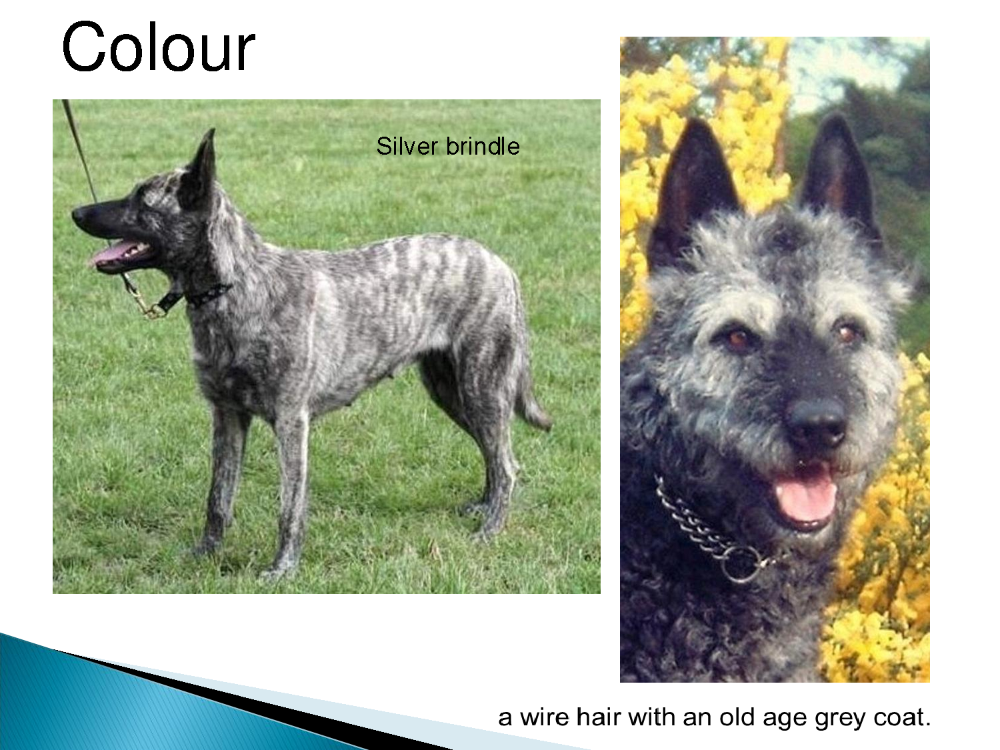 Colour
Silver brindle
a wire hair with an old age grey coat.